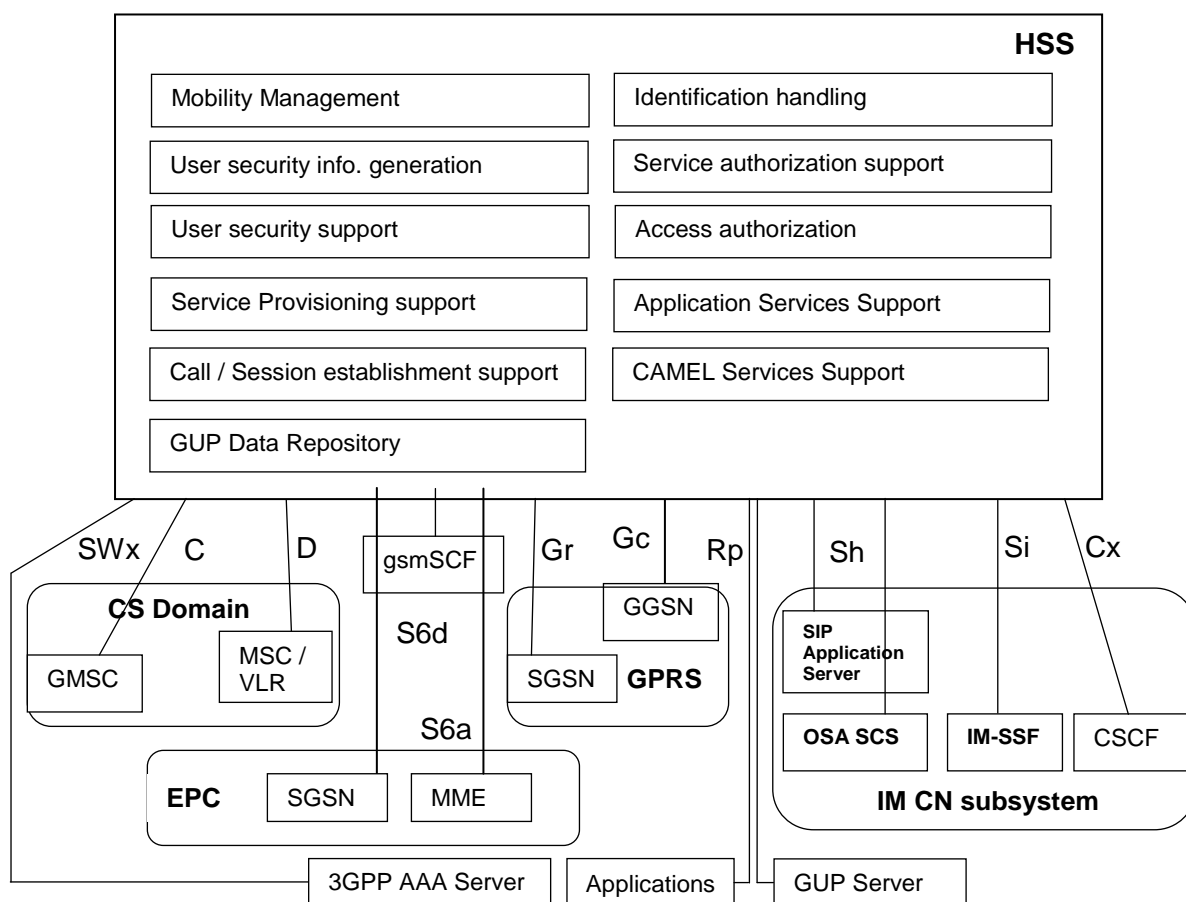 HSS
Mobility Management
Identification handling
User security info. generation
Service authorization support
User security support
Access authorization
Service Provisioning support
Application Services Support
Call / Session establishment support
CAMEL Services Support
GUP Data Repository
SWx
C
D
gsmSCF
Gr
Gc
Rp
Sh
Si
Cx
CS Domain
GMSC
MSC /
VLR
S6d
S6a
GGSN
SGSN
GPRS
SIP
Application
Server
OSA SCS
IM-SSF
CSCF
IM CN subsystem
EPC
SGSN
MME
3GPP AAA Server
Applications
GUP Server